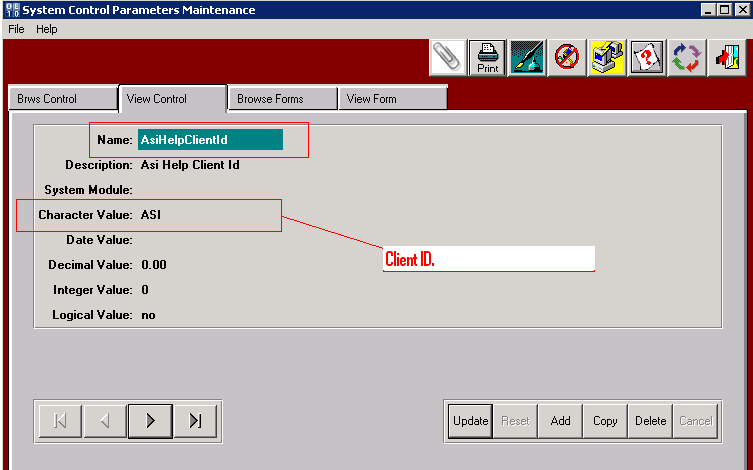 System Control Parameters Maintenance
File Help
Print
Brws Control View Control Browse Forms View Form
Name: AsiHelpClientId
Description: Asi Help Client Id
System Module:
Character Value: ASI
Date Value:
Client ID.
Decimal Value: 0.00
Integer Value: 0
Logical Value: no
Update Reset Add Copy Delete Cancel